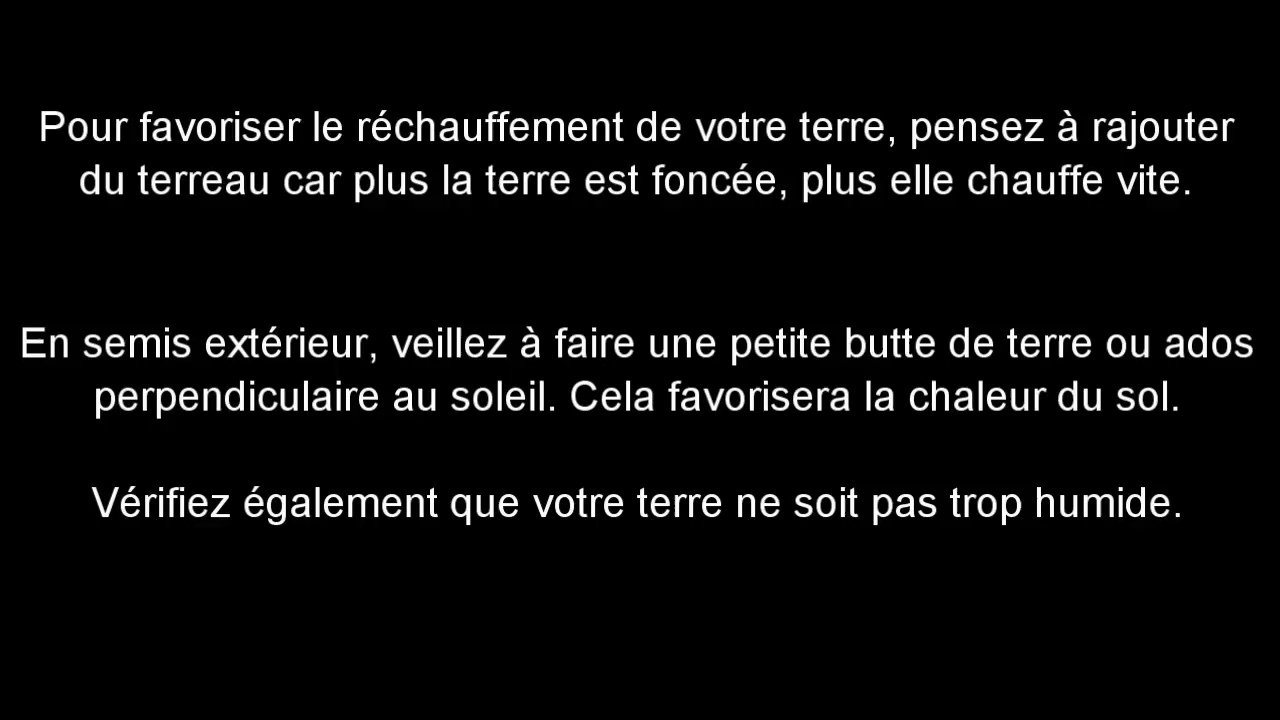 Pour favoriser le réchauffement de votre terre, pensez à rajouter
du terreau car plus la terre est foncée, plus elle chauffe vite.
En semis extérieur, veillez à faire une petite butte de terre ou ados
perpendiculaire au soleil. Cela favorisera la chaleur du sol.
Vérifiez également que votre terre ne soit pas trop humide.